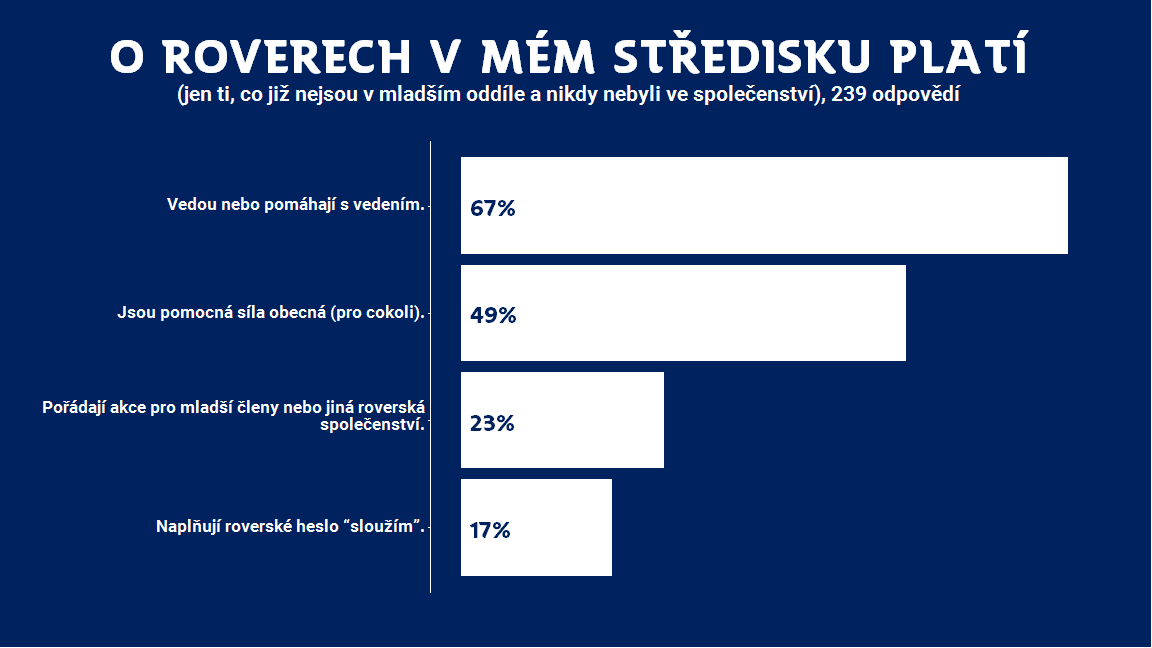 O ROVERECH V MÉM STŘEDISKU PLATÍ
(jen ti, co již nejsou v mladším oddíle a nikdy nebyli ve společenství), 239 odpovědí
Vedou nebo pomáhají s vedením.
67%
Jsou pomocná síla obecná (pro cokoli).
49%
Pořádají akce pro mladší členy nebo jiná roverská
společenství.
23%
Naplňují roverské heslo “sloužím”.
17%